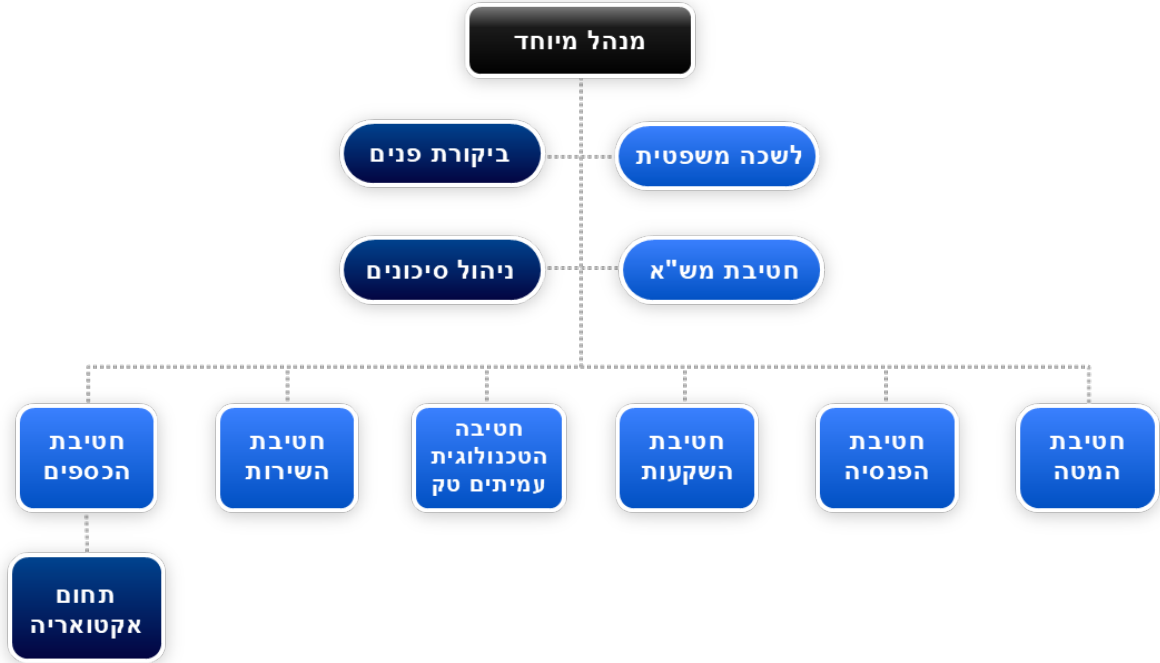 מנהל מיוחד
לשכה משפטית
ביקורת פנים
חטיבת מש"א
ניהול סיכונים
חטיבת
המטה
חטיבת
הפנסיה
חטיבת
השקעות
חטיבה
הטכנולוגית
עמיתים טק
חטיבת
השירות
חטיבת
הכספים
תחום
אקטואריה